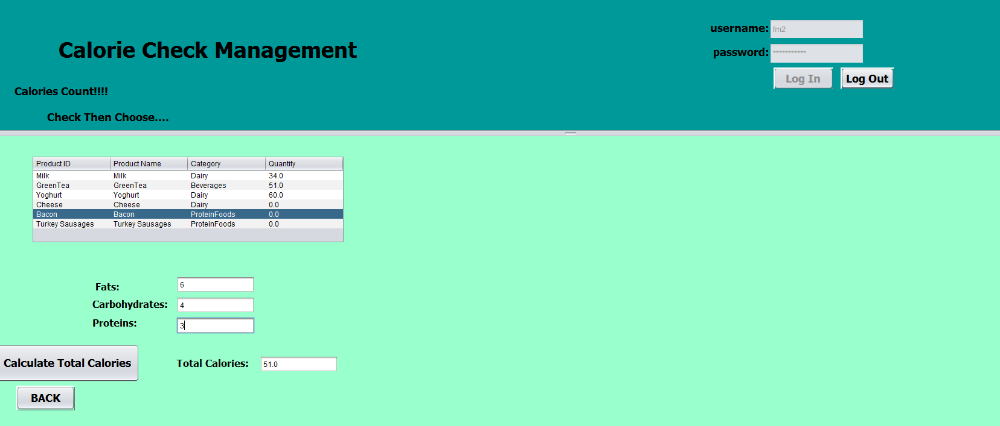 username: fm2
Calorie Check Management
password: ***********
Log In Log Out
Calories Count!!!!
Check Then Choose....
Product ID Product Name Category Quantity
Milk Milk Dairy 34.0
GreenTea GreenTea Beverages 51.0
Yoghurt Yoghurt Dairy 60.0
Cheese Cheese Dairy 0.0
Bacon Bacon ProteinFoods 0.0
Turkey Sausages Turkey Sausages ProteinFoods 0.0
Fats: 6
Carbohydrates: 4
Proteins: 3
Calculate Total Calories Total Calories: 51.0
BACK